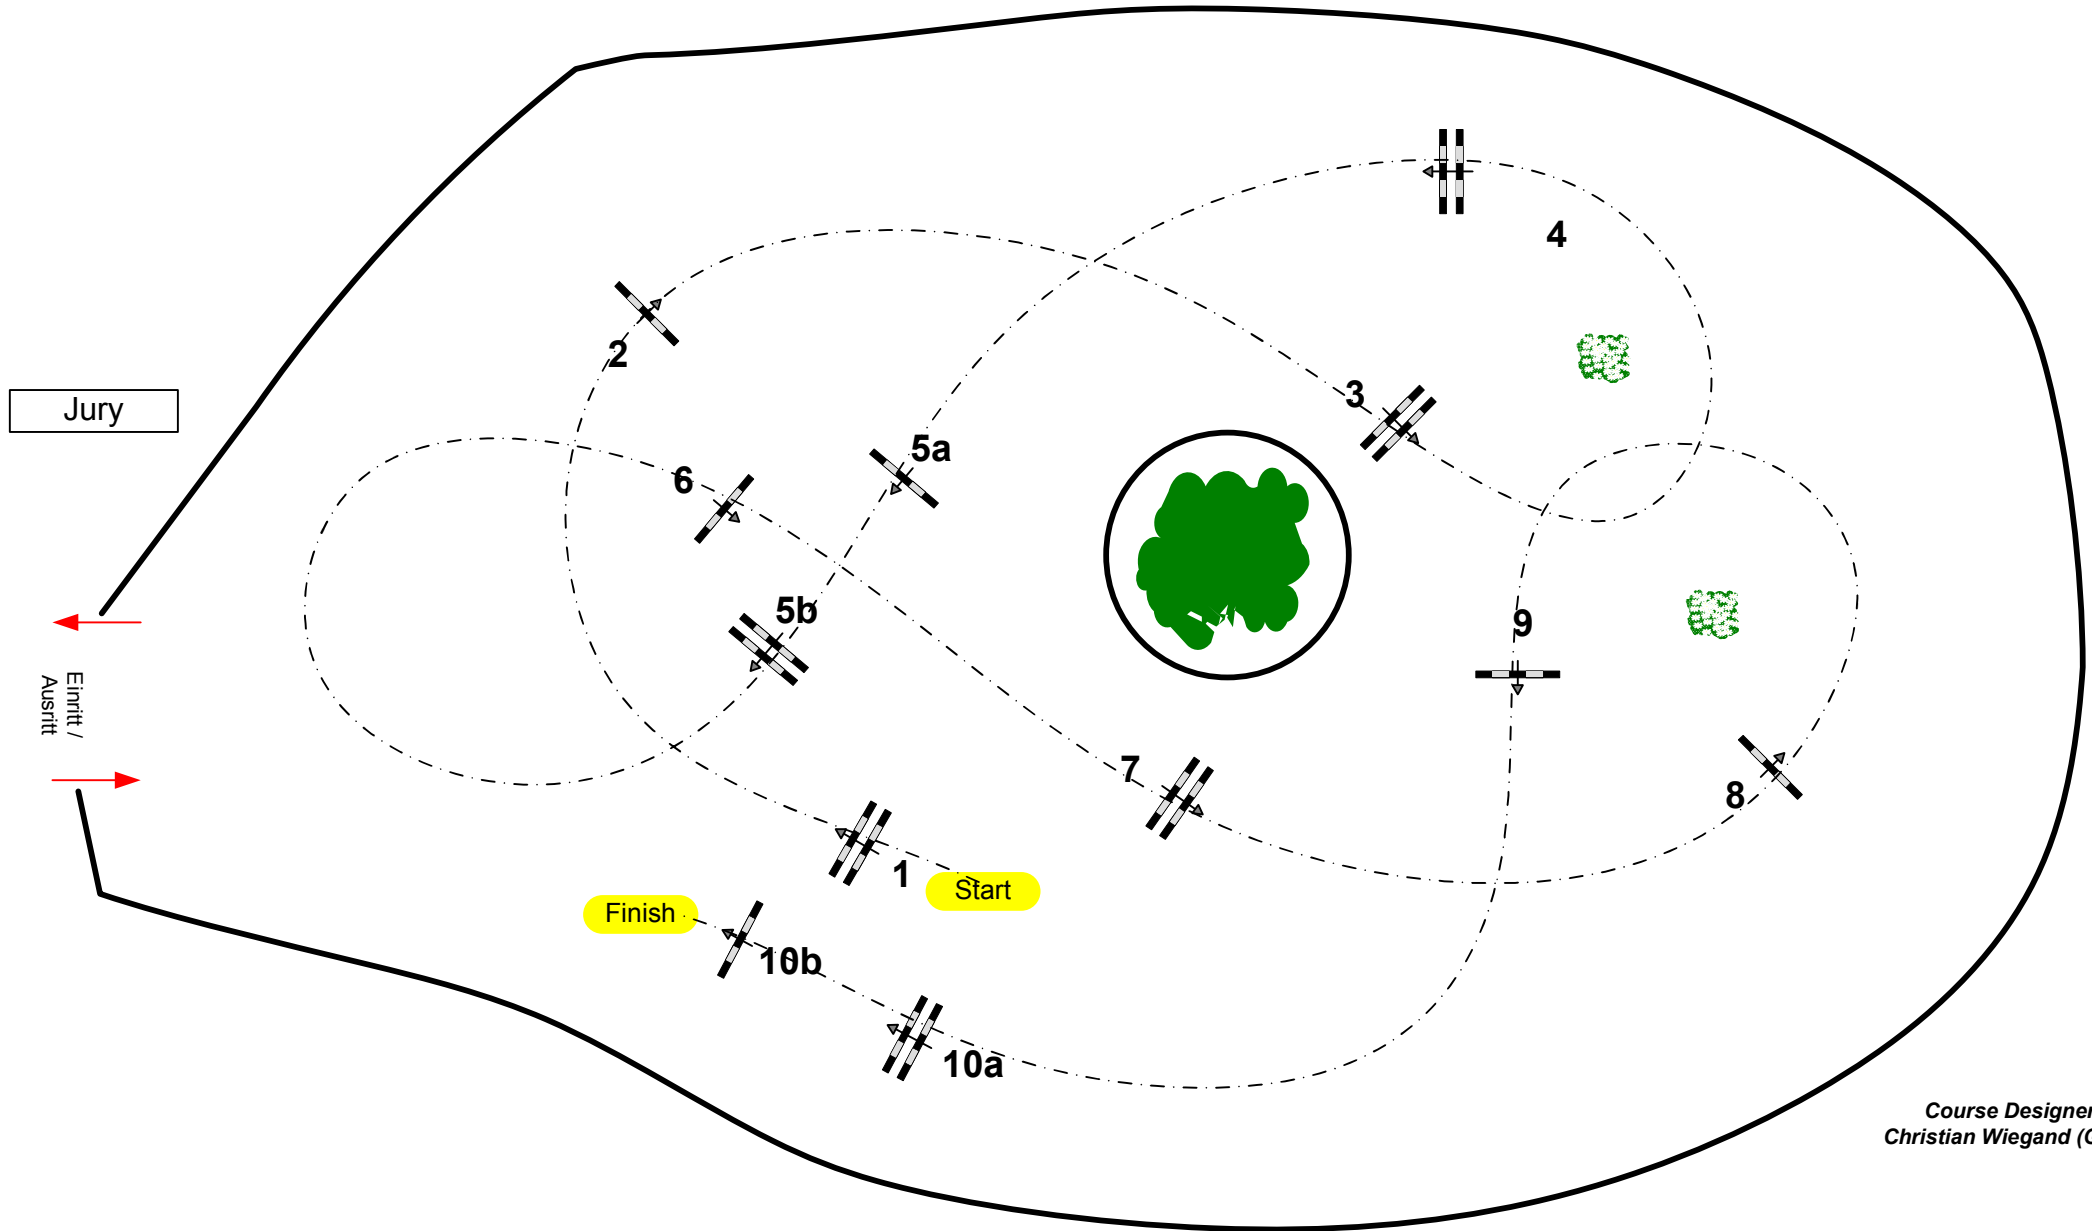 4
2
3
Jury
5a
6
5b
9
Einritt /
Ausritt
7
8
1
Start
Finish
10b
10a
Course Designer
Christian Wiegand (